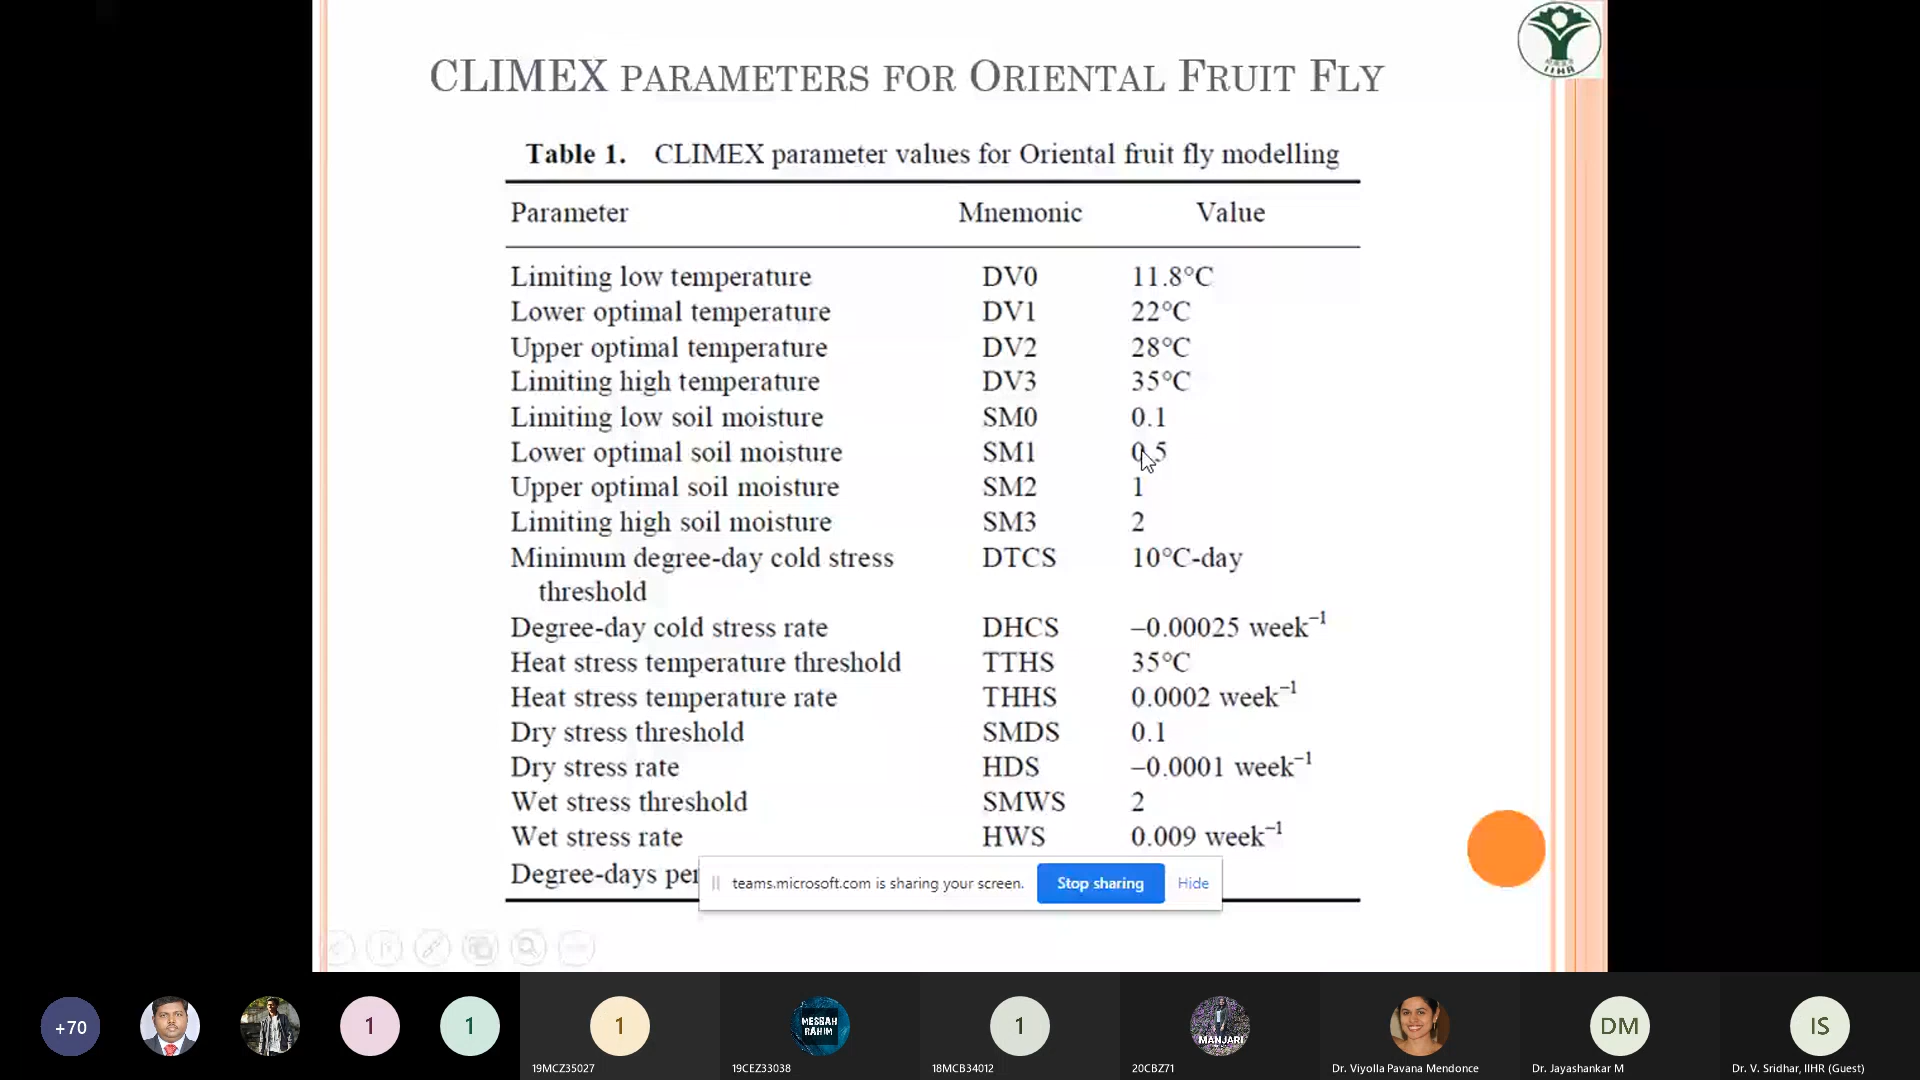 CLIMEX PARAMETERS FOR ORIENTAL FRUIT FLY
IIHR
Table 1. CLIMEX parameter values for Oriental fruit fly modelling
Parameter Mnemonic Value
Limiting low temperature DV0 11.8°C
Lower optimal temperature DV1 22°C
Upper optimal temperature DV2 28°C
Limiting high temperature DV3 35°C
Limiting low soil moisture SM0 0.1
Lower optimal soil moisture SM1 0.5
Upper optimal soil moisture SM2 1
Limiting high soil moisture SM3 2
Minimum degree-day cold stress DTCS 10°C-day
threshold
Degree-day cold stress rate DHCS –0.00025 week⁻¹
Heat stress temperature threshold TTHS 35°C
Heat stress temperature rate THHS 0.0002 week⁻¹
Dry stress threshold SMDS 0.1
Dry stress rate HDS –0.0001 week⁻¹
Wet stress threshold SMWS 2
Wet stress rate HWS 0.009 week⁻¹
Degree-days per
teams.microsoft.com is sharing your screen. Stop sharing Hide
+70 1 1 1 MESBAH RAHIM 1 MANJARI DM IS
19MCZ35027 19CEZ33038 18MCB34012 20CBZ71 Dr. Viyolla Pavana Mendonce Dr. Jayashankar M Dr. V. Sridhar, IIHR (Guest)